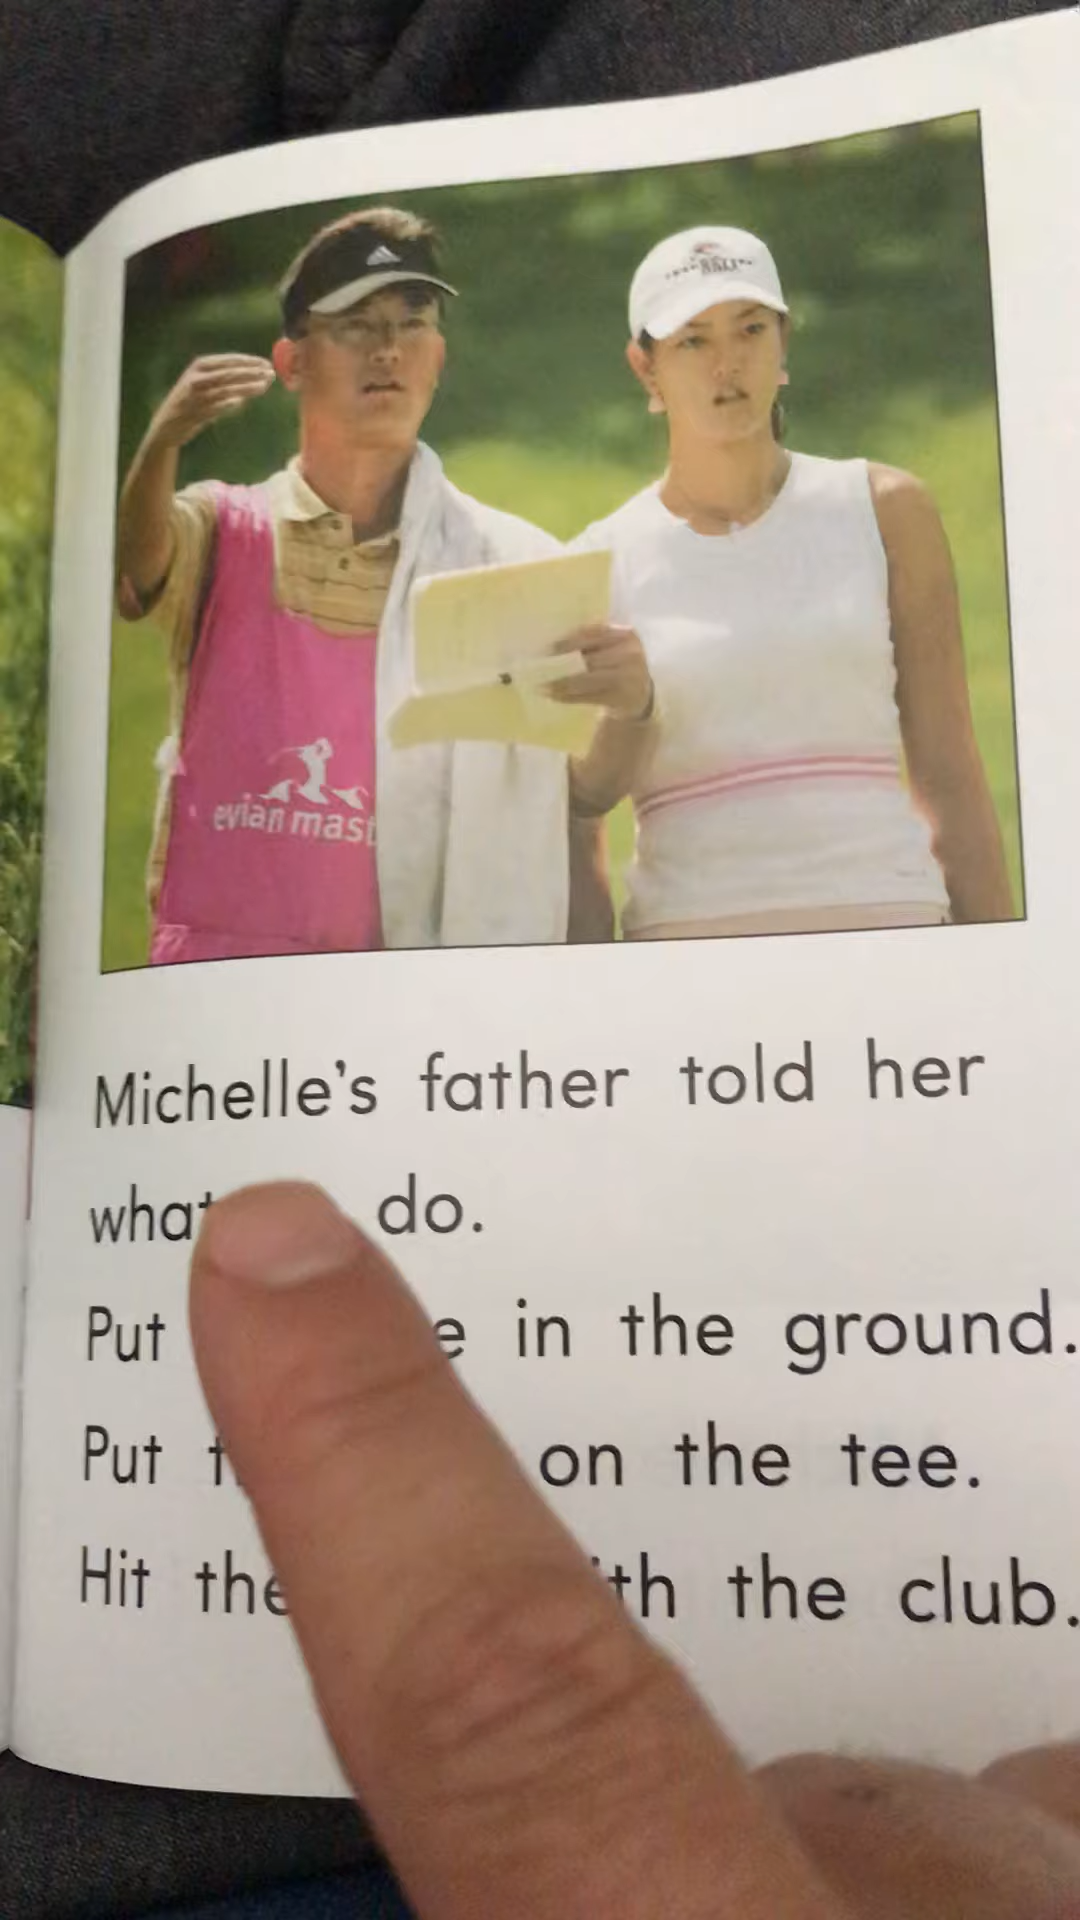 evian mast
Michelle's father told her
what do.
Put in the ground.
Put on the tee.
Hit the the club.